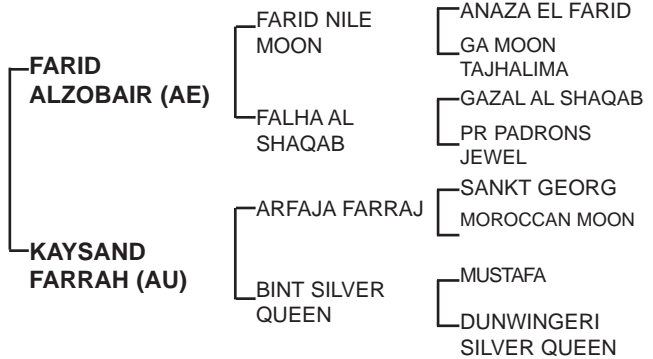 ANAZA EL FARID
FARID NILE
MOON
GA MOON
TAJHALIMA
FARID
ALZOBAIR (AE)
GAZAL AL SHAQAB
FALHA AL
SHAQAB
PR PADRONS
JEWEL
SANKT GEORG
ARFAJA FARRAJ
MOROCCAN MOON
KAYSAND
FARRAH (AU)
MUSTAFA
BINT SILVER
QUEEN
DUNWINGERI
SILVER QUEEN